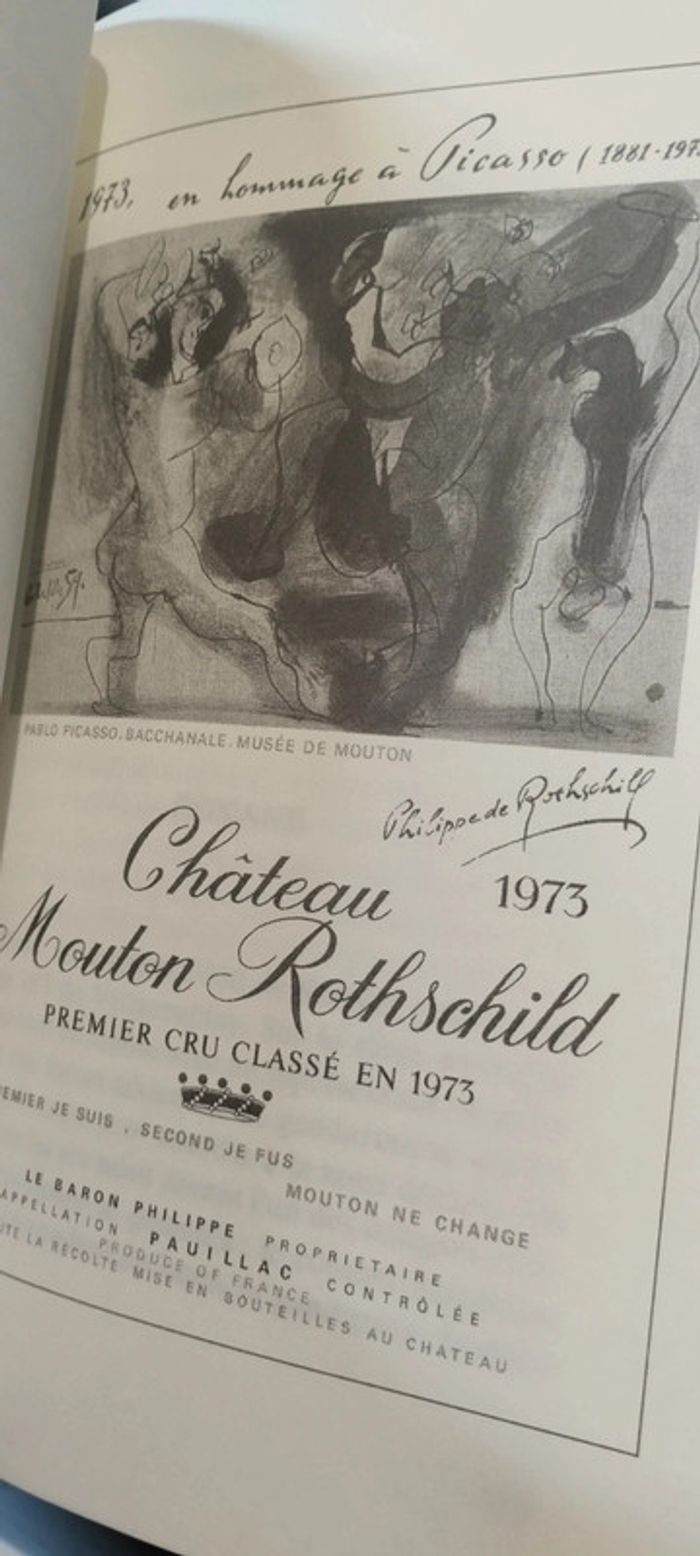 1973, en hommage à Picasso (1881-197
PABLO PICASSO. BACCHANALE. MUSÉE DE MOUTON
Philippe de Rothschild
Château 1973
Mouton Rothschild
PREMIER CRU CLASSÉ EN 1973
EMIER JE SUIS , SECOND JE FUS
MOUTON NE CHANGE
LE BARON PHILIPPE PROPRIETAIRE
APPELLATION PAUILLAC CONTRÔLÉE
PRODUCE OF FRANCE
UTE LA RÉCOLTE MISE EN BOUTEILLES AU CHATEAU